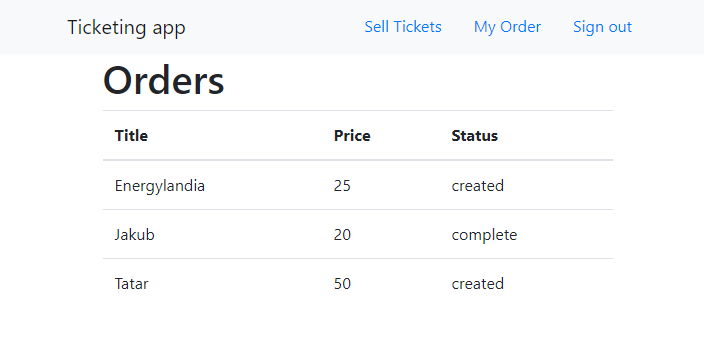 Ticketing app Sell Tickets My Order Sign out
Orders
Title Price Status
Energylandia 25 created
Jakub 20 complete
Tatar 50 created